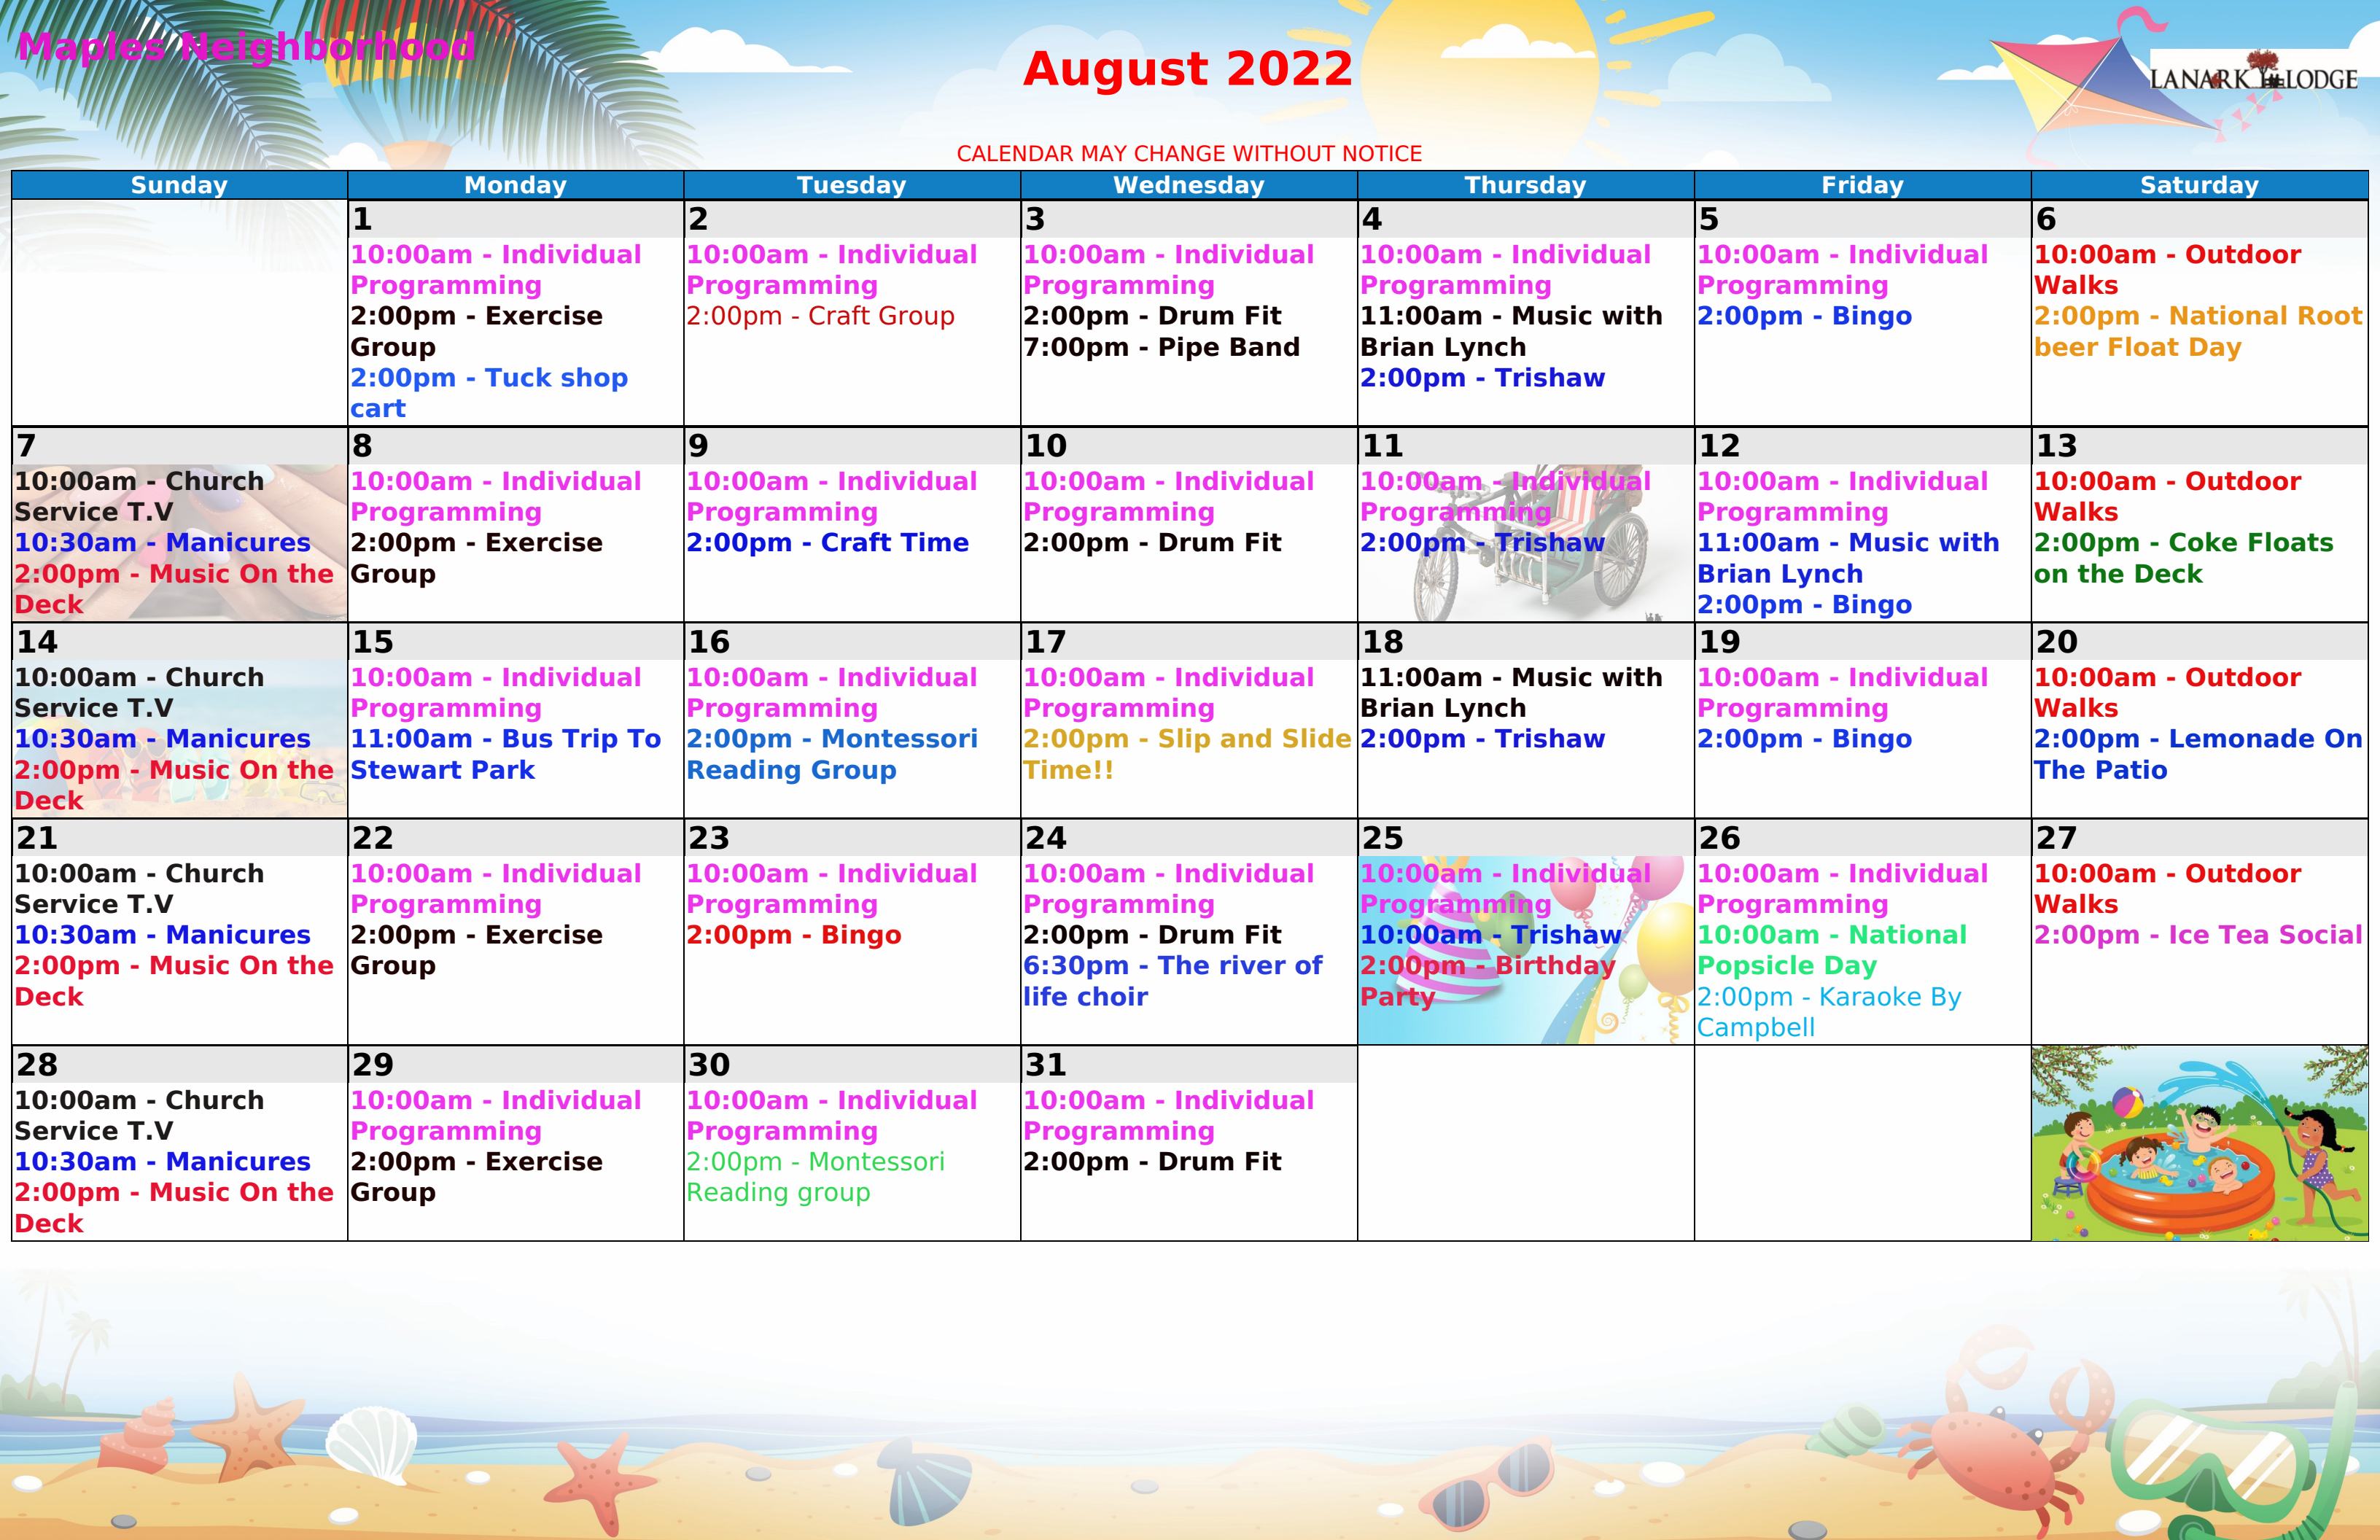 Maples Neighborhood
August 2022
LANARK LODGE
CALENDAR MAY CHANGE WITHOUT NOTICE
Sunday Monday Tuesday Wednesday Thursday Friday Saturday
1
10:00am - Individual
Programming
2:00pm - Exercise
Group
2:00pm - Tuck shop
cart
2
10:00am - Individual
Programming
2:00pm - Craft Group
3
10:00am - Individual
Programming
2:00pm - Drum Fit
7:00pm - Pipe Band
4
10:00am - Individual
Programming
11:00am - Music with
Brian Lynch
2:00pm - Trishaw
5
10:00am - Individual
Programming
2:00pm - Bingo
6
10:00am - Outdoor
Walks
2:00pm - National Root
beer Float Day
7
10:00am - Church
Service T.V
10:30am - Manicures
2:00pm - Music On the
Deck
8
10:00am - Individual
Programming
2:00pm - Exercise
Group
9
10:00am - Individual
Programming
2:00pm - Craft Time
10
10:00am - Individual
Programming
2:00pm - Drum Fit
11
10:00am - Individual
Programming
2:00pm - Trishaw
12
10:00am - Individual
Programming
11:00am - Music with
Brian Lynch
2:00pm - Bingo
13
10:00am - Outdoor
Walks
2:00pm - Coke Floats
on the Deck
14
10:00am - Church
Service T.V
10:30am - Manicures
2:00pm - Music On the
Deck
15
10:00am - Individual
Programming
11:00am - Bus Trip To
Stewart Park
16
10:00am - Individual
Programming
2:00pm - Montessori
Reading Group
17
10:00am - Individual
Programming
2:00pm - Slip and Slide
Time!!
18
11:00am - Music with
Brian Lynch
2:00pm - Trishaw
19
10:00am - Individual
Programming
2:00pm - Bingo
20
10:00am - Outdoor
Walks
2:00pm - Lemonade On
The Patio
21
10:00am - Church
Service T.V
10:30am - Manicures
2:00pm - Music On the
Deck
22
10:00am - Individual
Programming
2:00pm - Exercise
Group
23
10:00am - Individual
Programming
2:00pm - Bingo
24
10:00am - Individual
Programming
2:00pm - Drum Fit
6:30pm - The river of
life choir
25
10:00am - Individual
Programming
10:00am - Trishaw
2:00pm - Birthday
Party
26
10:00am - Individual
Programming
10:00am - National
Popsicle Day
2:00pm - Karaoke By
Campbell
27
10:00am - Outdoor
Walks
2:00pm - Ice Tea Social
28
10:00am - Church
Service T.V
10:30am - Manicures
2:00pm - Music On the
Deck
29
10:00am - Individual
Programming
2:00pm - Exercise
Group
30
10:00am - Individual
Programming
2:00pm - Montessori
Reading group
31
10:00am - Individual
Programming
2:00pm - Drum Fit